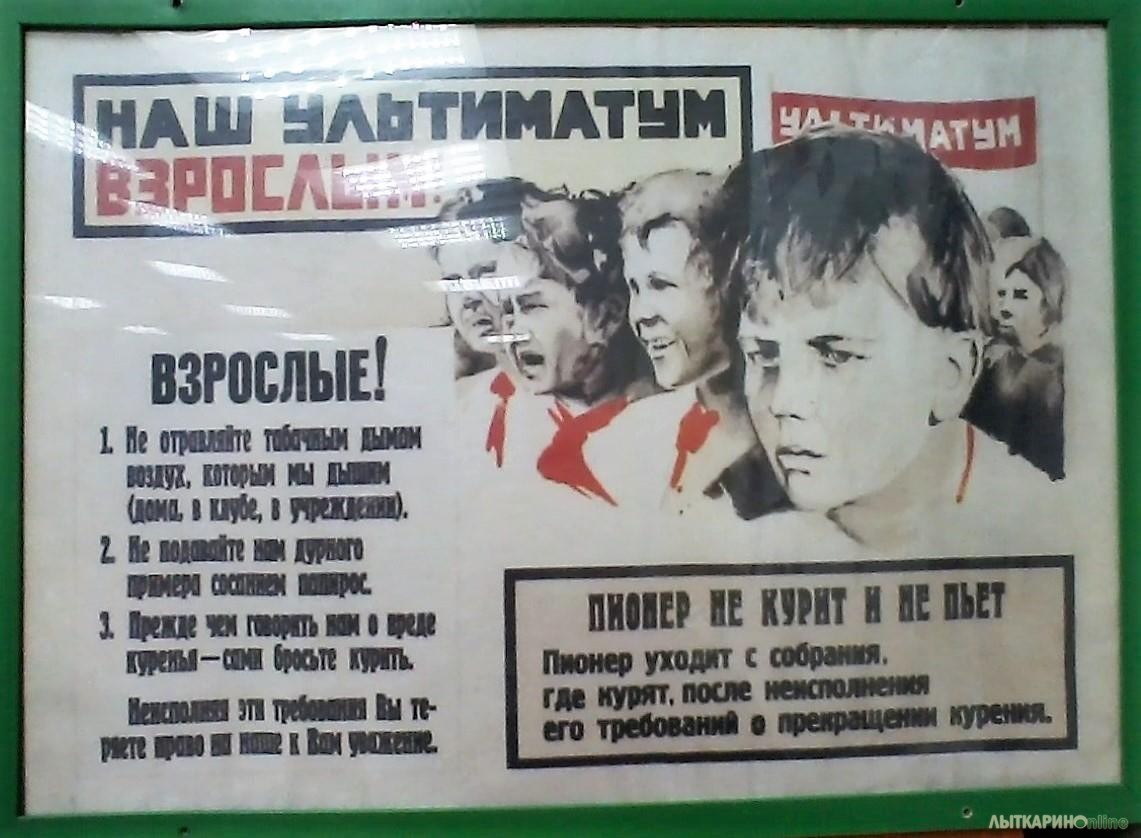 НАШ УЛЬТИМАТУМ
ВЗРОСЛЫМ!
УЛЬТИМАТУМ
ВЗРОСЛЫЕ!
1. Не отравляйте табачным дымом
воздух, которым мы дышим
(дома, в клубе, в учреждении).
2. Не подавайте нам дурного
примера сосанием папирос.
3. Прежде чем говорить нам о вреде
куренья — сами бросьте курить.
Неисполняя эти требования Вы те-
ряете право на наше к Вам уважение.
ПИОНЕР НЕ КУРИТ И НЕ ПЬЕТ
Пионер уходит с собрания,
где курят, после неисполнения
его требований о прекращении курения.
ЛЫТКАРИНОonline